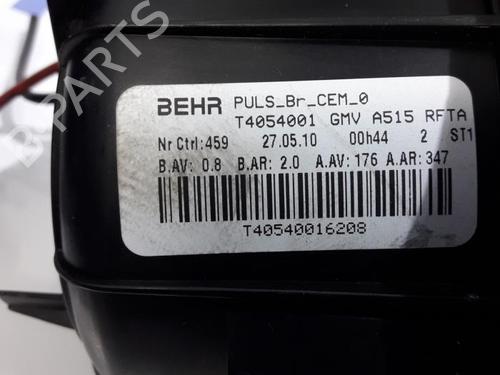 BEHR PULS_Br_CEM_0
T4054001 GMV A515 RFTA
Nr Ctrl:459 27.05.10 00h44 2 ST1
B.AV: 0.8 B.AR: 2.0 A.AV: 176 A.AR: 347
T40540016208